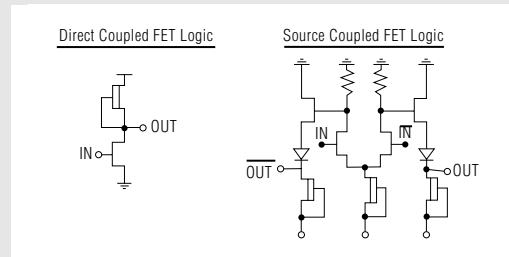 Direct Coupled FET Logic
Source Coupled FET Logic
OUT
IN
IN
IN
OUT
OUT